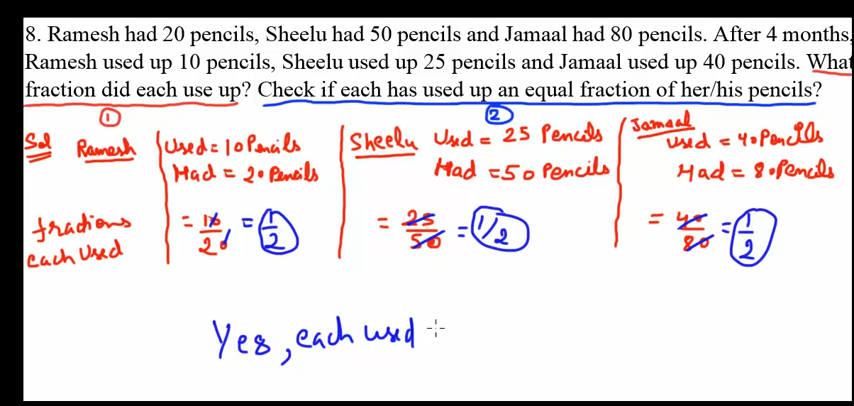 8. Ramesh had 20 pencils, Sheelu had 50 pencils and Jamaal had 80 pencils. After 4 months,
Ramesh used up 10 pencils, Sheelu used up 25 pencils and Jamaal used up 40 pencils. What
fraction did each use up? Check if each has used up an equal fraction of her/his pencils?
1
2
Sol
Ramesh
Used = 10 Pencils
Had = 20 Pencils
Sheelu
Used = 25 Pencils
Had = 50 Pencils
Jamaal
Used = 40 Pencils
Had = 80 Pencils
fractions
each used
= 10/20 = 1/2
= 25/50 = 1/2
= 40/80 = 1/2
Yes, each used